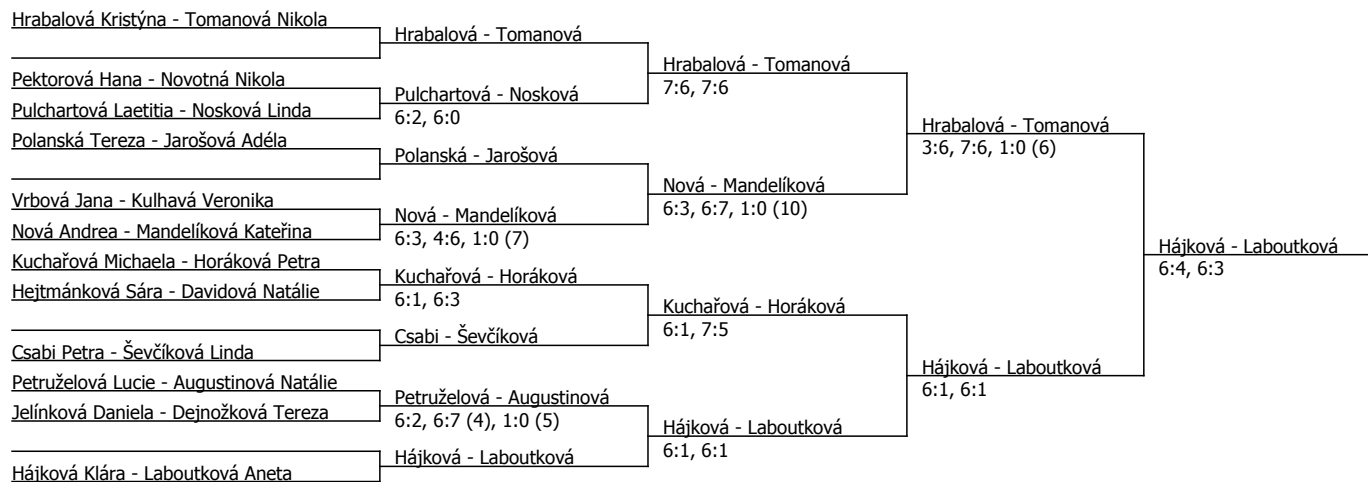 Hrabalová Kristýna - Tomanová Nikola
Hrabalová - Tomanová
Hrabalová - Tomanová
7:6, 7:6
Pektorová Hana - Novotná Nikola
Pulchartová - Nosková
6:2, 6:0
Pulchartová Laetitia - Nosková Linda
Hrabalová - Tomanová
3:6, 7:6, 1:0 (6)
Polanská Tereza - Jarošová Adéla
Polanská - Jarošová
Nová - Mandelíková
6:3, 6:7, 1:0 (10)
Vrbová Jana - Kulhavá Veronika
Nová - Mandelíková
6:3, 4:6, 1:0 (7)
Nová Andrea - Mandelíková Kateřina
Hájková - Laboutková
6:4, 6:3
Kuchařová Michaela - Horáková Petra
Kuchařová - Horáková
6:1, 6:3
Hejtmánková Sára - Davidová Natálie
Kuchařová - Horáková
6:1, 7:5
Csabi - Ševčíková
Csabi Petra - Ševčíková Linda
Hájková - Laboutková
6:1, 6:1
Petruželová Lucie - Augustinová Natálie
Petruželová - Augustinová
6:2, 6:7 (4), 1:0 (5)
Jelínková Daniela - Dejnožková Tereza
Hájková - Laboutková
6:1, 6:1
Hájková - Laboutková
Hájková Klára - Laboutková Aneta